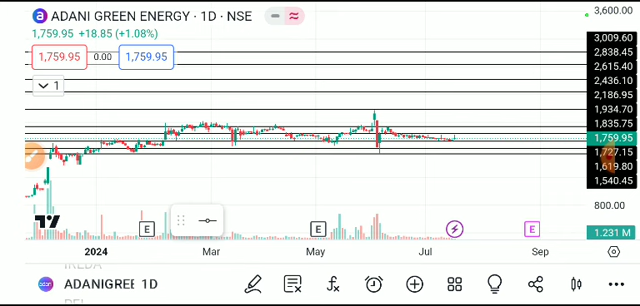 ADANI GREEN ENERGY · 1D · NSE
1,759.95 +18.85 (+1.08%)
1,759.95 0.00 1,759.95
1
3,600.00
3,009.60
2,838.45
2,615.40
2,436.10
2,186.95
1,934.70
1,835.75
1,759.95
1,727.15
1,619.80
1,540.45
800.00
1.231 M
E E E
2024 Mar May Jul Sep
IREDA
ADANIGREE 1D